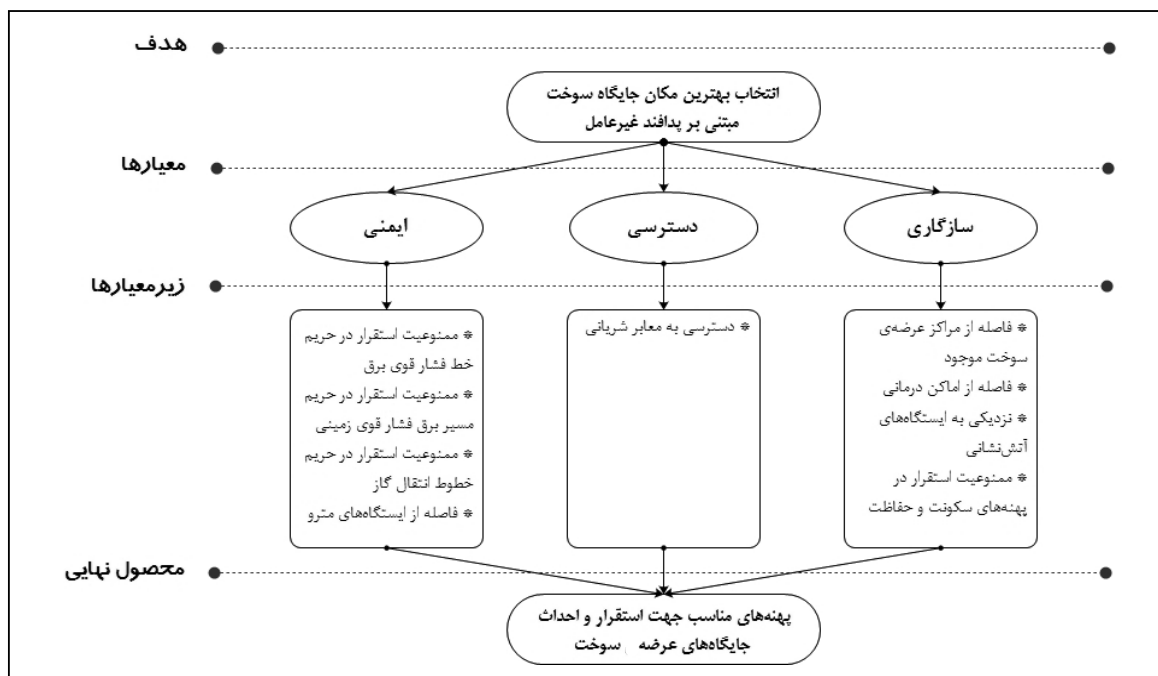 هدف
انتخاب بهترین مکان جایگاه سوخت
مبتنی بر پدافند غیرعامل
معیارها
سازگاری
دسترسی
ایمنی
زیرمعیارها
* فاصله از مراکز عرضه‌ی
سوخت موجود
* فاصله از اماکن درمانی
* نزدیکی به ایستگاه‌های
آتش‌نشانی
* ممنوعیت استقرار در
پهنه‌های سکونت و حفاظت
* دسترسی به معابر شریانی
* ممنوعیت استقرار در حریم
خط فشار قوی برق
* ممنوعیت استقرار در حریم
مسیر برق فشار قوی زمینی
* ممنوعیت استقرار در حریم
خطوط انتقال گاز
* فاصله از ایستگاه‌های مترو
محصول نهایی
پهنه‌های مناسب جهت استقرار و احداث
جایگاه‌های عرضه سوخت